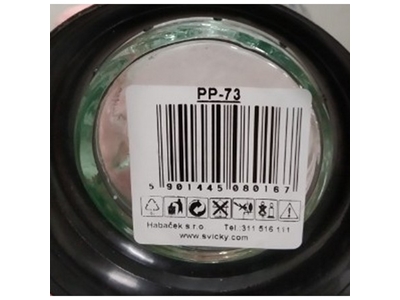 PP-73
5 901445 080167
Habaček s.r.o. Tel.:311 516 111
www.svicky.com